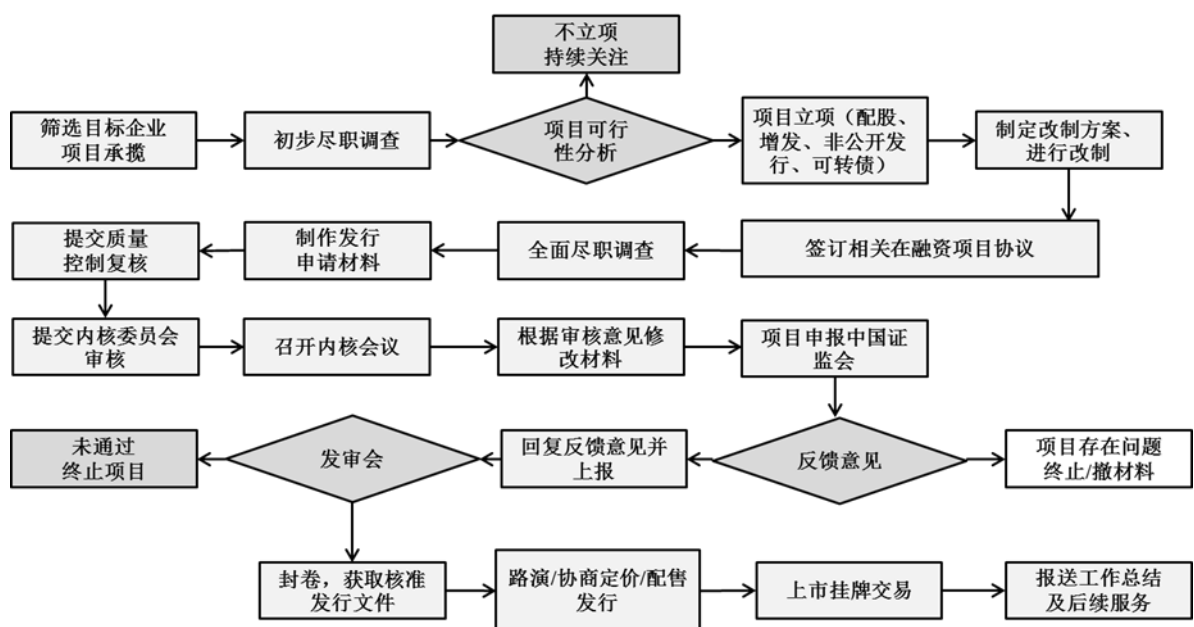 不立项
持续关注
筛选目标企业
项目承揽
初步尽职调查
项目可行
性分析
项目立项（配股、
增发、非公开发
行、可转债）
制定改制方案、
进行改制
提交质量
控制复核
制作发行
申请材料
全面尽职调查
签订相关在融资项目协议
提交内核委员会
审核
召开内核会议
根据审核意见修
改材料
项目申报中国证
监会
未通过
终止项目
发审会
回复反馈意见并
上报
反馈意见
项目存在问题
终止/撤材料
封卷，获取核准
发行文件
路演/协商定价/配售
发行
上市挂牌交易
报送工作总结
及后续服务